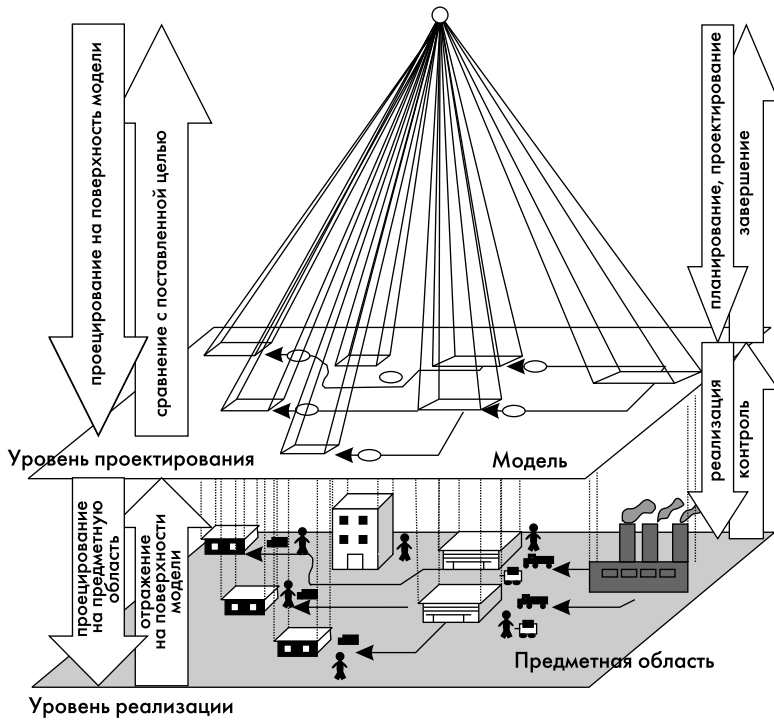 проецирование на поверхность модели
сравнение с поставленной целью
планирование, проектирование
завершение
Уровень проектирования
Модель
реализация
контроль
проецирование
на предметную
область
отражение
на поверхности
модели
Предметная область
Уровень реализации